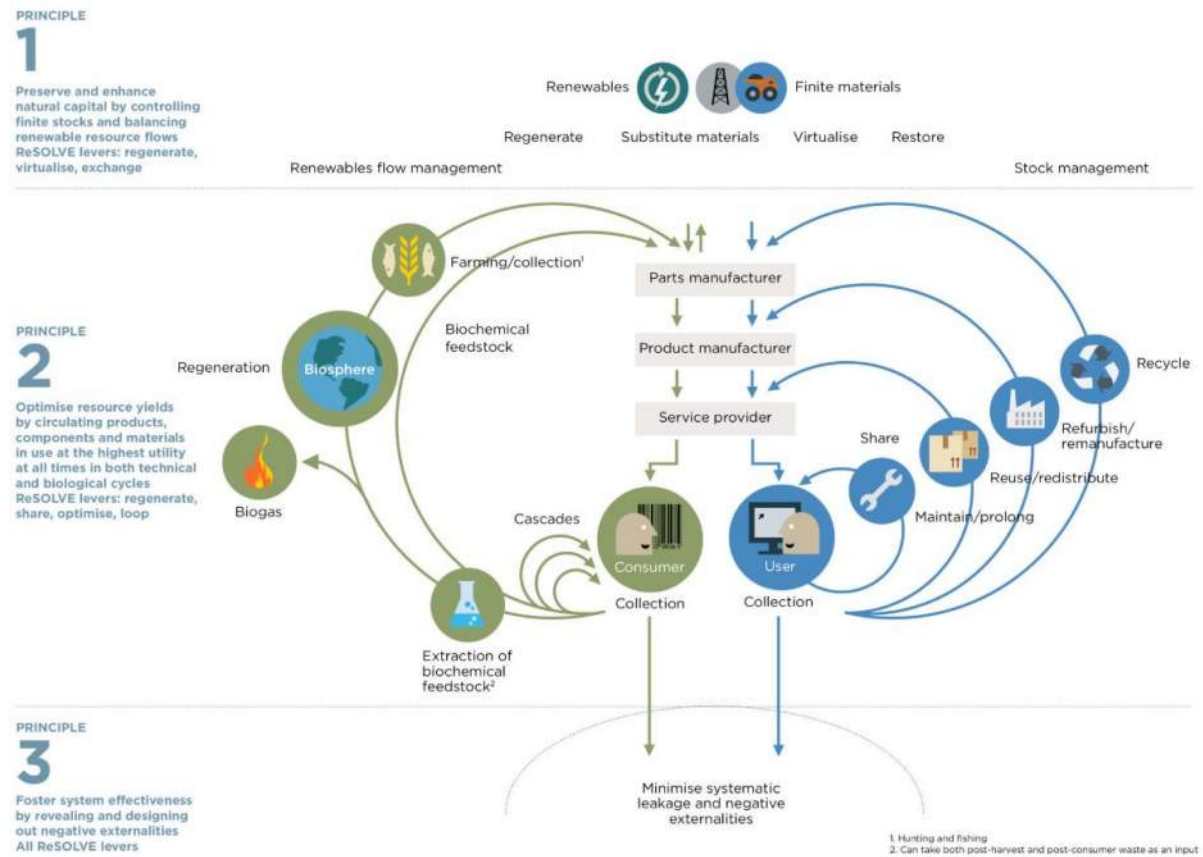 PRINCIPLE
1
Preserve and enhance
natural capital by controlling
finite stocks and balancing
renewable resource flows
ReSOLVE levers: regenerate,
virtualise, exchange
Renewables
Finite materials
Regenerate
Substitute materials
Virtualise
Restore
Renewables flow management
Stock management
PRINCIPLE
2
Optimise resource yields
by circulating products,
components and materials
in use at the highest utility
at all times in both technical
and biological cycles
ReSOLVE levers: regenerate,
share, optimise, loop
Farming/collection¹
Biochemical
feedstock
Regeneration
Biosphere
Biogas
Cascades
Extraction of
biochemical
feedstock²
Parts manufacturer
Product manufacturer
Service provider
Consumer
Collection
User
Collection
Share
Maintain/prolong
Reuse/redistribute
Refurbish/
remanufacture
Recycle
PRINCIPLE
3
Foster system effectiveness
by revealing and designing
out negative externalities
All ReSOLVE levers
Minimise systematic
leakage and negative
externalities
1. Hunting and fishing
2. Can take both post-harvest and post-consumer waste as an input